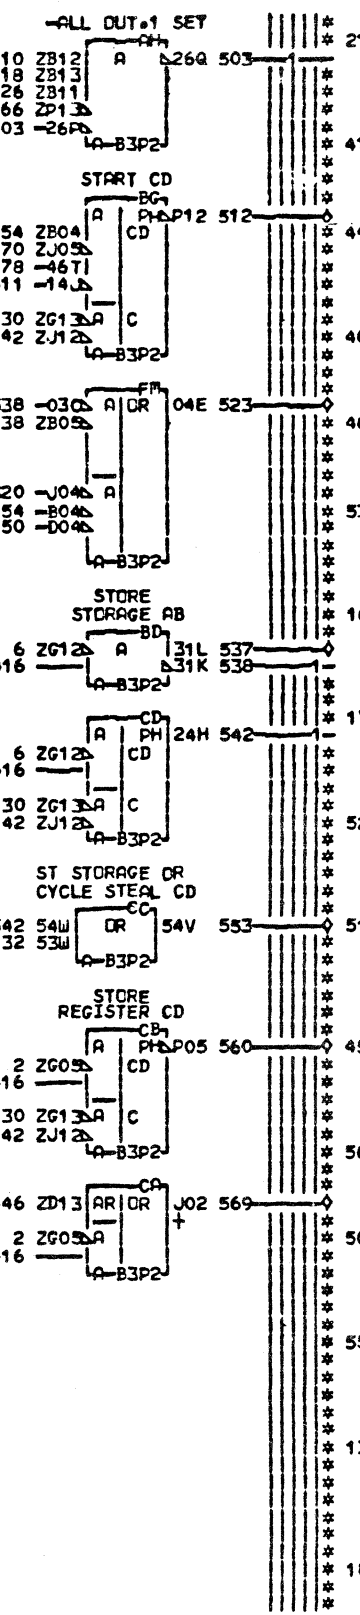 -ALL OUT.1 SET
AH
10 ZB12 A 26Q 503
18 ZB13
26 ZB11
66 ZP13
03 -26P
A-B3P2
START CD
BG
A PH P12 512
54 ZB04 CD
70 ZJ05
78 -46T
11 -14J
30 ZG13 A C
42 ZJ12
A-B3P2
FM
38 -03C A OR 04E 523
38 ZB05
20 -J04 A
54 -B04
50 -D04
A-B3P2
STORE
STORAGE AB
BD
6 ZG12 A 31L 537
16 31K 538
A-B3P2
CD
A PH 24H 542
6 ZG12 CD
16
30 ZG13 A C
42 ZJ12
A-B3P2
ST STORAGE OR
CYCLE STEAL CD
CC
542 54W OR 54V 553
32 53W
A-B3P2
STORE
REGISTER CD
CB
A PH P05 560
2 ZG05 CD
16
30 ZG13 A C
42 ZJ12
A-B3P2
CA
46 ZD13 AR OR J02 569
+
2 ZG05 A
16
A-B3P2